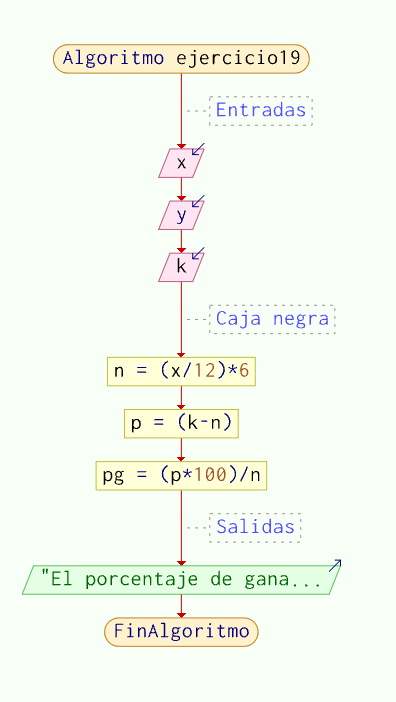 Algoritmo ejercicio19
Entradas
x
y
k
Caja negra
n = (x/12)*6
p = (k-n)
pg = (p*100)/n
Salidas
"El porcentaje de gana...
FinAlgoritmo